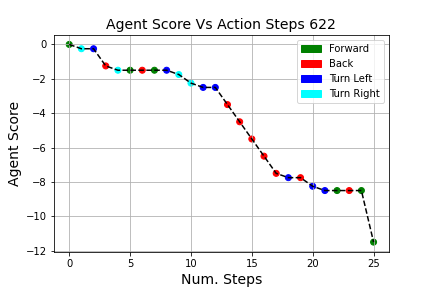 Agent Score Vs Action Steps 622
Forward
Back
Turn Left
Turn Right
Agent Score
0
−2
−4
−6
−8
−10
−12
0 5 10 15 20 25
Num. Steps